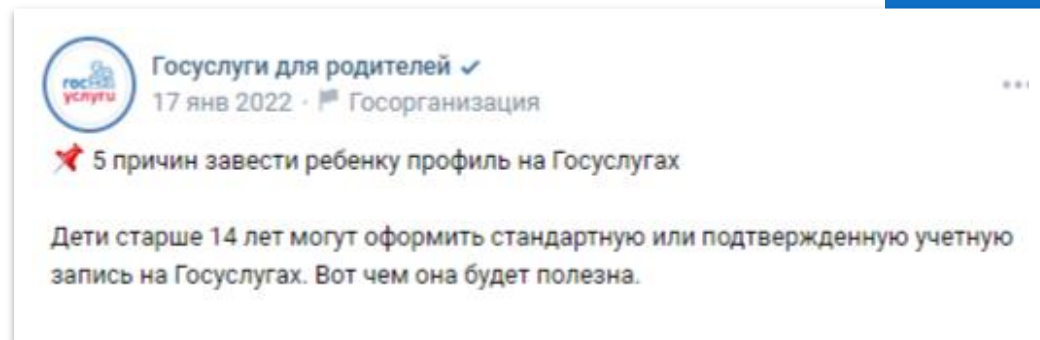 гос
услуги
Госуслуги для родителей
17 янв 2022 · Госорганизация
5 причин завести ребенку профиль на Госуслугах
Дети старше 14 лет могут оформить стандартную или подтвержденную учетную
запись на Госуслугах. Вот чем она будет полезна.